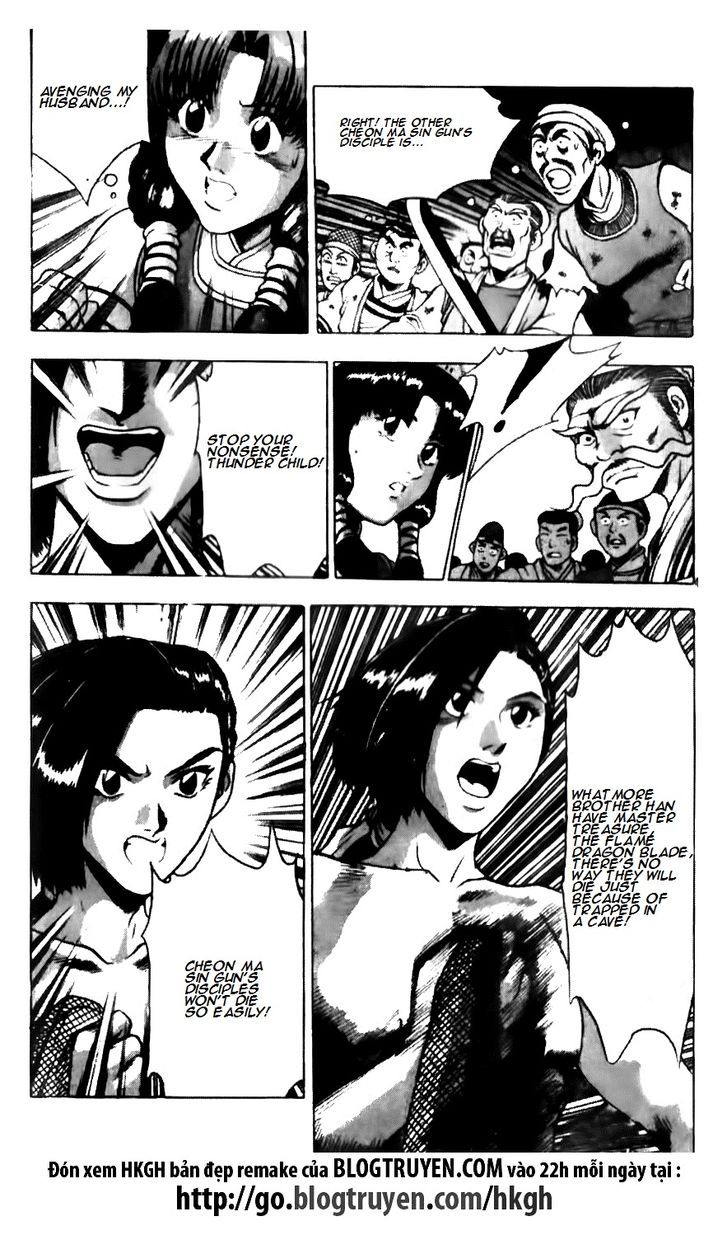 AVENGING MY
HUSBAND...!
RIGHT! THE OTHER
CHEON MA SIN GUN'S
DISCIPLE IS...
STOP YOUR
NONSENSE!
THUNDER CHILD!
!
CHEON MA
SIN GUN'S
DISCIPLES
WON'T DIE
SO EASILY!
WHAT MORE
BROTHER HAN
HAVE MASTER
TREASURE,
THE FLAME
DRAGON BLADE,
THERE'S NO
WAY THEY WILL
DIE JUST
BECAUSE OF
TRAPPED IN
A CAVE!
Đón xem HKGH bản đẹp remake của BLOGTRUYEN.COM vào 22h mỗi ngày tại :
http://go.blogtruyen.com/hkgh